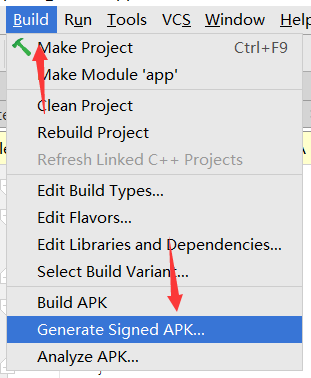 Build Run Tools VCS Window Help
Make Project Ctrl+F9
Make Module 'app'
Clean Project
Rebuild Project
Refresh Linked C++ Projects
Edit Build Types...
Edit Flavors...
Edit Libraries and Dependencies...
Select Build Variant...
Build APK
Generate Signed APK...
Analyze APK...